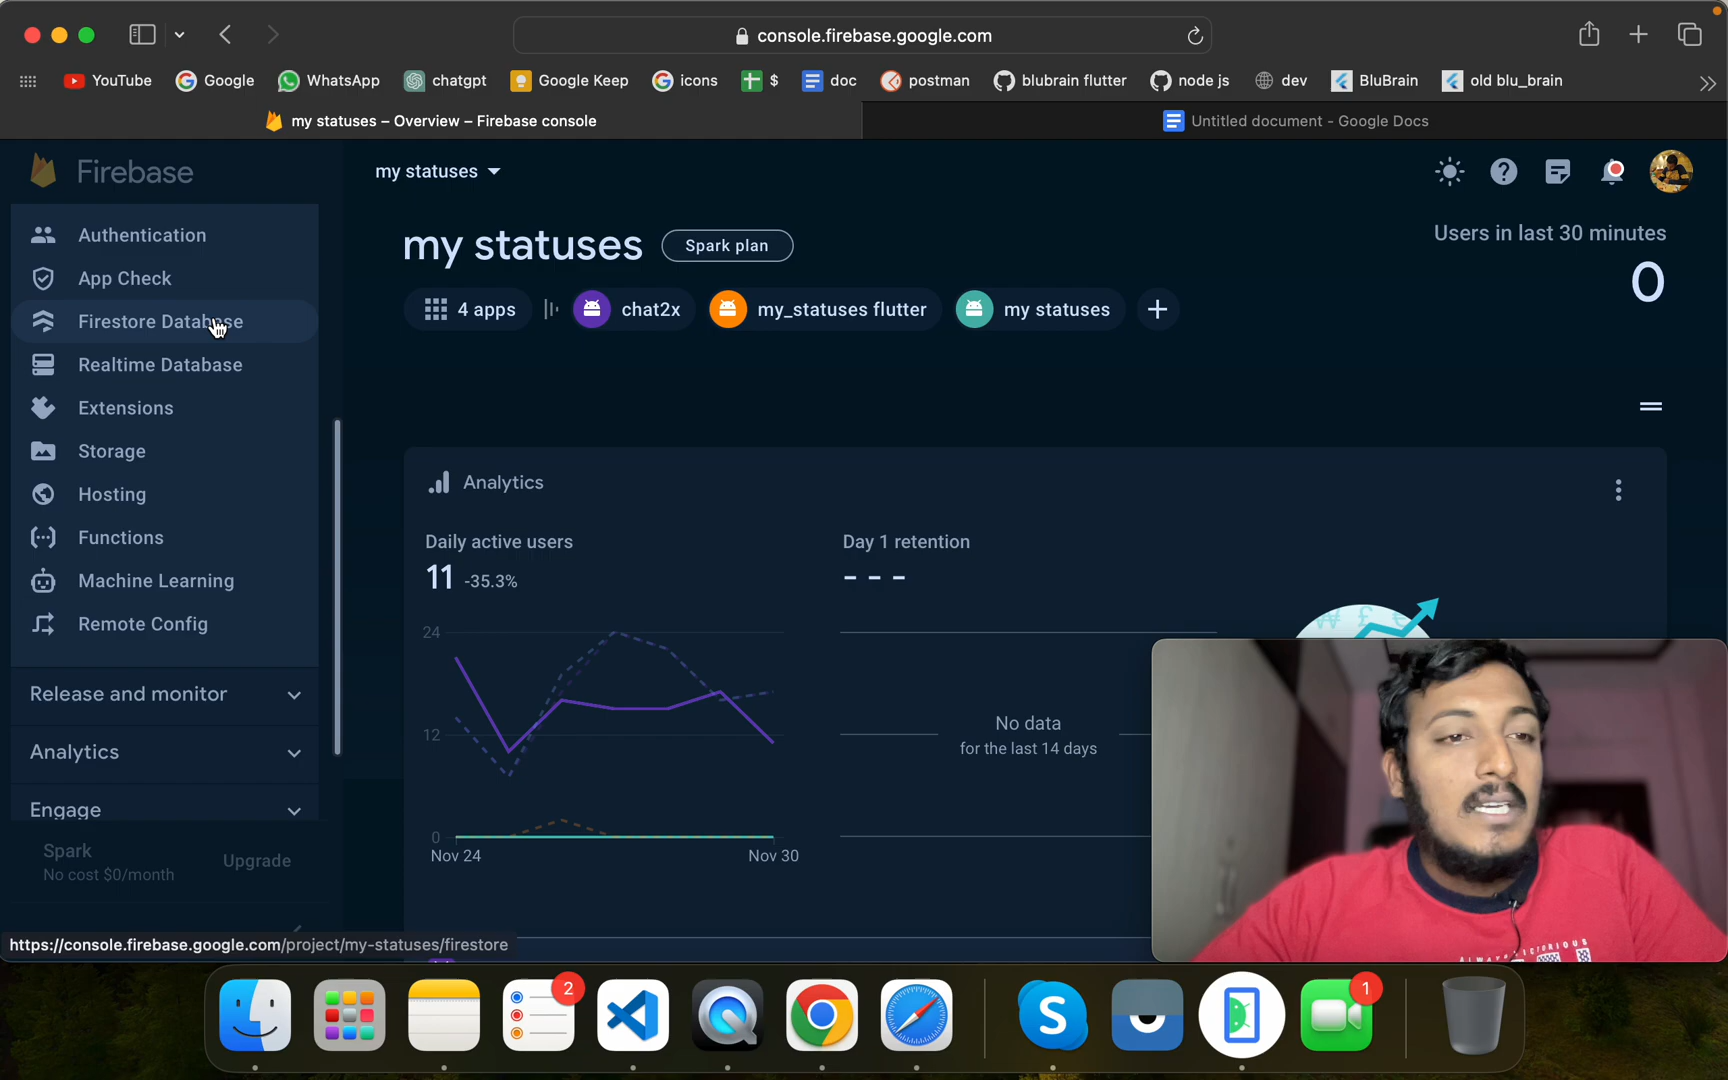 console.firebase.google.com
YouTube Google WhatsApp chatgpt Google Keep icons $ doc postman blubrain flutter node js dev BluBrain old blu_brain
my statuses – Overview – Firebase console
Untitled document - Google Docs
Firebase
my statuses
Authentication
App Check
Firestore Database
Realtime Database
Extensions
Storage
Hosting
Functions
Machine Learning
Remote Config
Release and monitor
Analytics
Engage
Spark
No cost $0/month
Upgrade
https://console.firebase.google.com/project/my-statuses/firestore
my statuses
Spark plan
Users in last 30 minutes
0
4 apps
chat2x
my_statuses flutter
my statuses
Analytics
Daily active users
11 -35.3%
24
12
0
Nov 24
Nov 30
Day 1 retention
- - -
No data
for the last 14 days
2
1